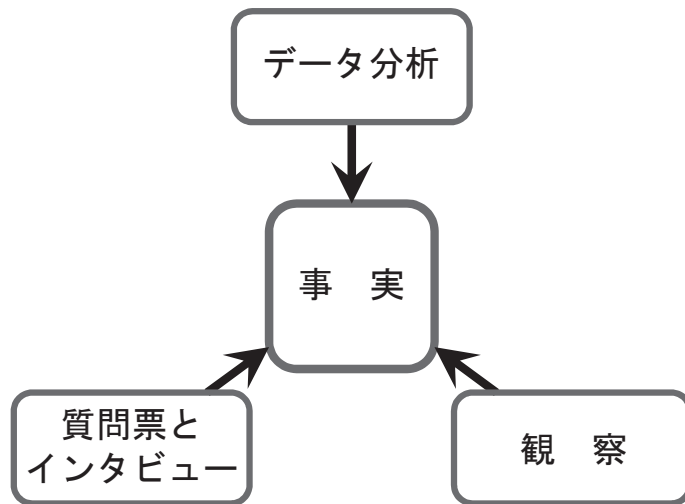 データ分析
事　実
質問票と
インタビュー
観　察